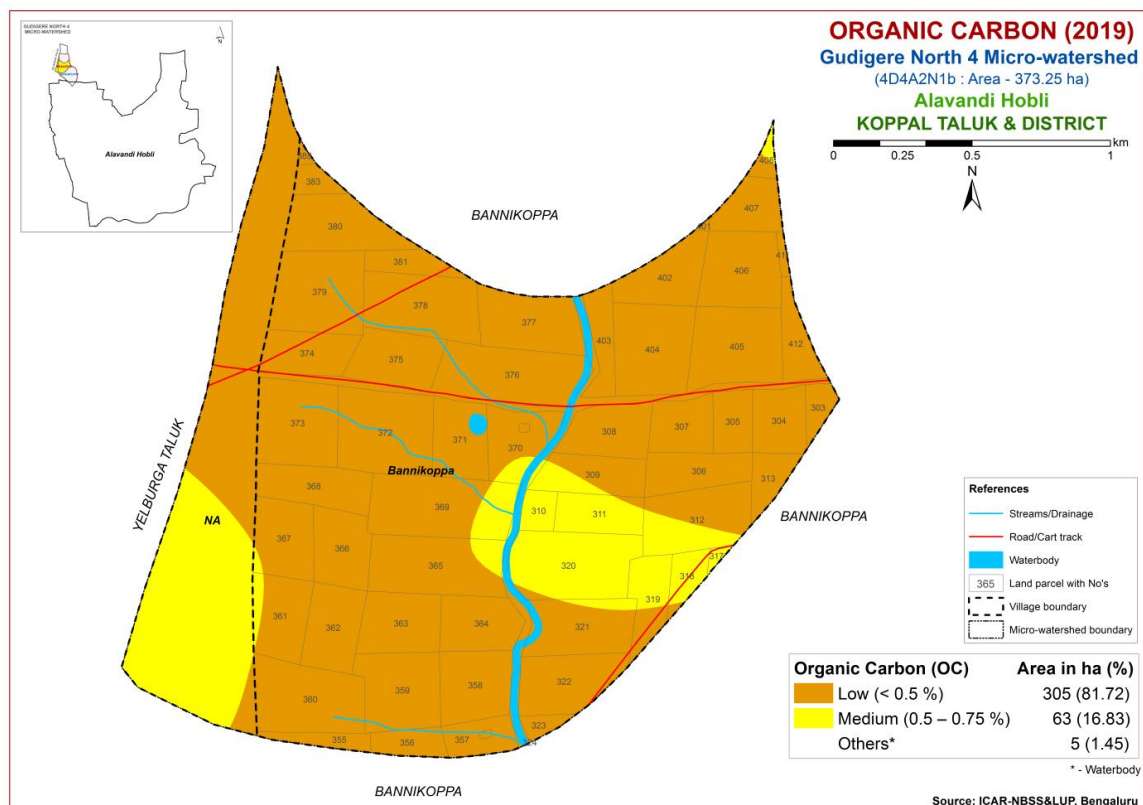 GUDIGERE NORTH 4
MICRO-WATERSHED
N
Alavandi Hobli
ORGANIC CARBON (2019)
Gudigere North 4 Micro-watershed
(4D4A2N1b : Area - 373.25 ha)
Alavandi Hobli
KOPPAL TALUK & DISTRICT
km
0 0.25 0.5 1
N
BANNIKOPPA
383
380
381
379
378
377
374
375
376
408
407
401
402
406
403
404
405
412
373
372
371
370
Bannikoppa
368
369
367
366
365
308
307
305
304
303
309
306
313
310
311
312
320
317
318
319
YELBURGA TALUK
NA
BANNIKOPPA
361
362
363
364
321
360
359
358
322
323
355
356
357
324
BANNIKOPPA
References
Streams/Drainage
Road/Cart track
Waterbody
365 Land parcel with No's
Village boundary
Micro-watershed boundary
Organic Carbon (OC) Area in ha (%)
Low (< 0.5 %) 305 (81.72)
Medium (0.5 – 0.75 %) 63 (16.83)
Others* 5 (1.45)
* - Waterbody
Source: ICAR-NBSS&LUP, Bengaluru